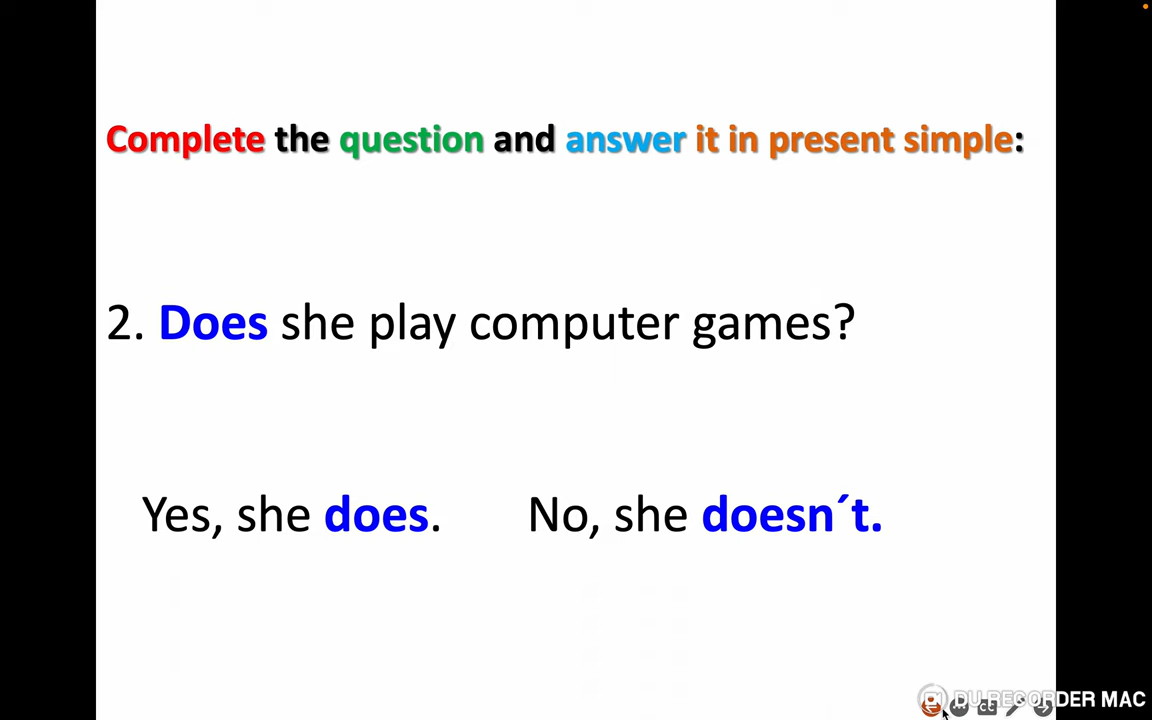 Complete the question and answer it in present simple:
2. Does she play computer games?
Yes, she does. No, she doesn´t.
DU RECORDER MAC
CC